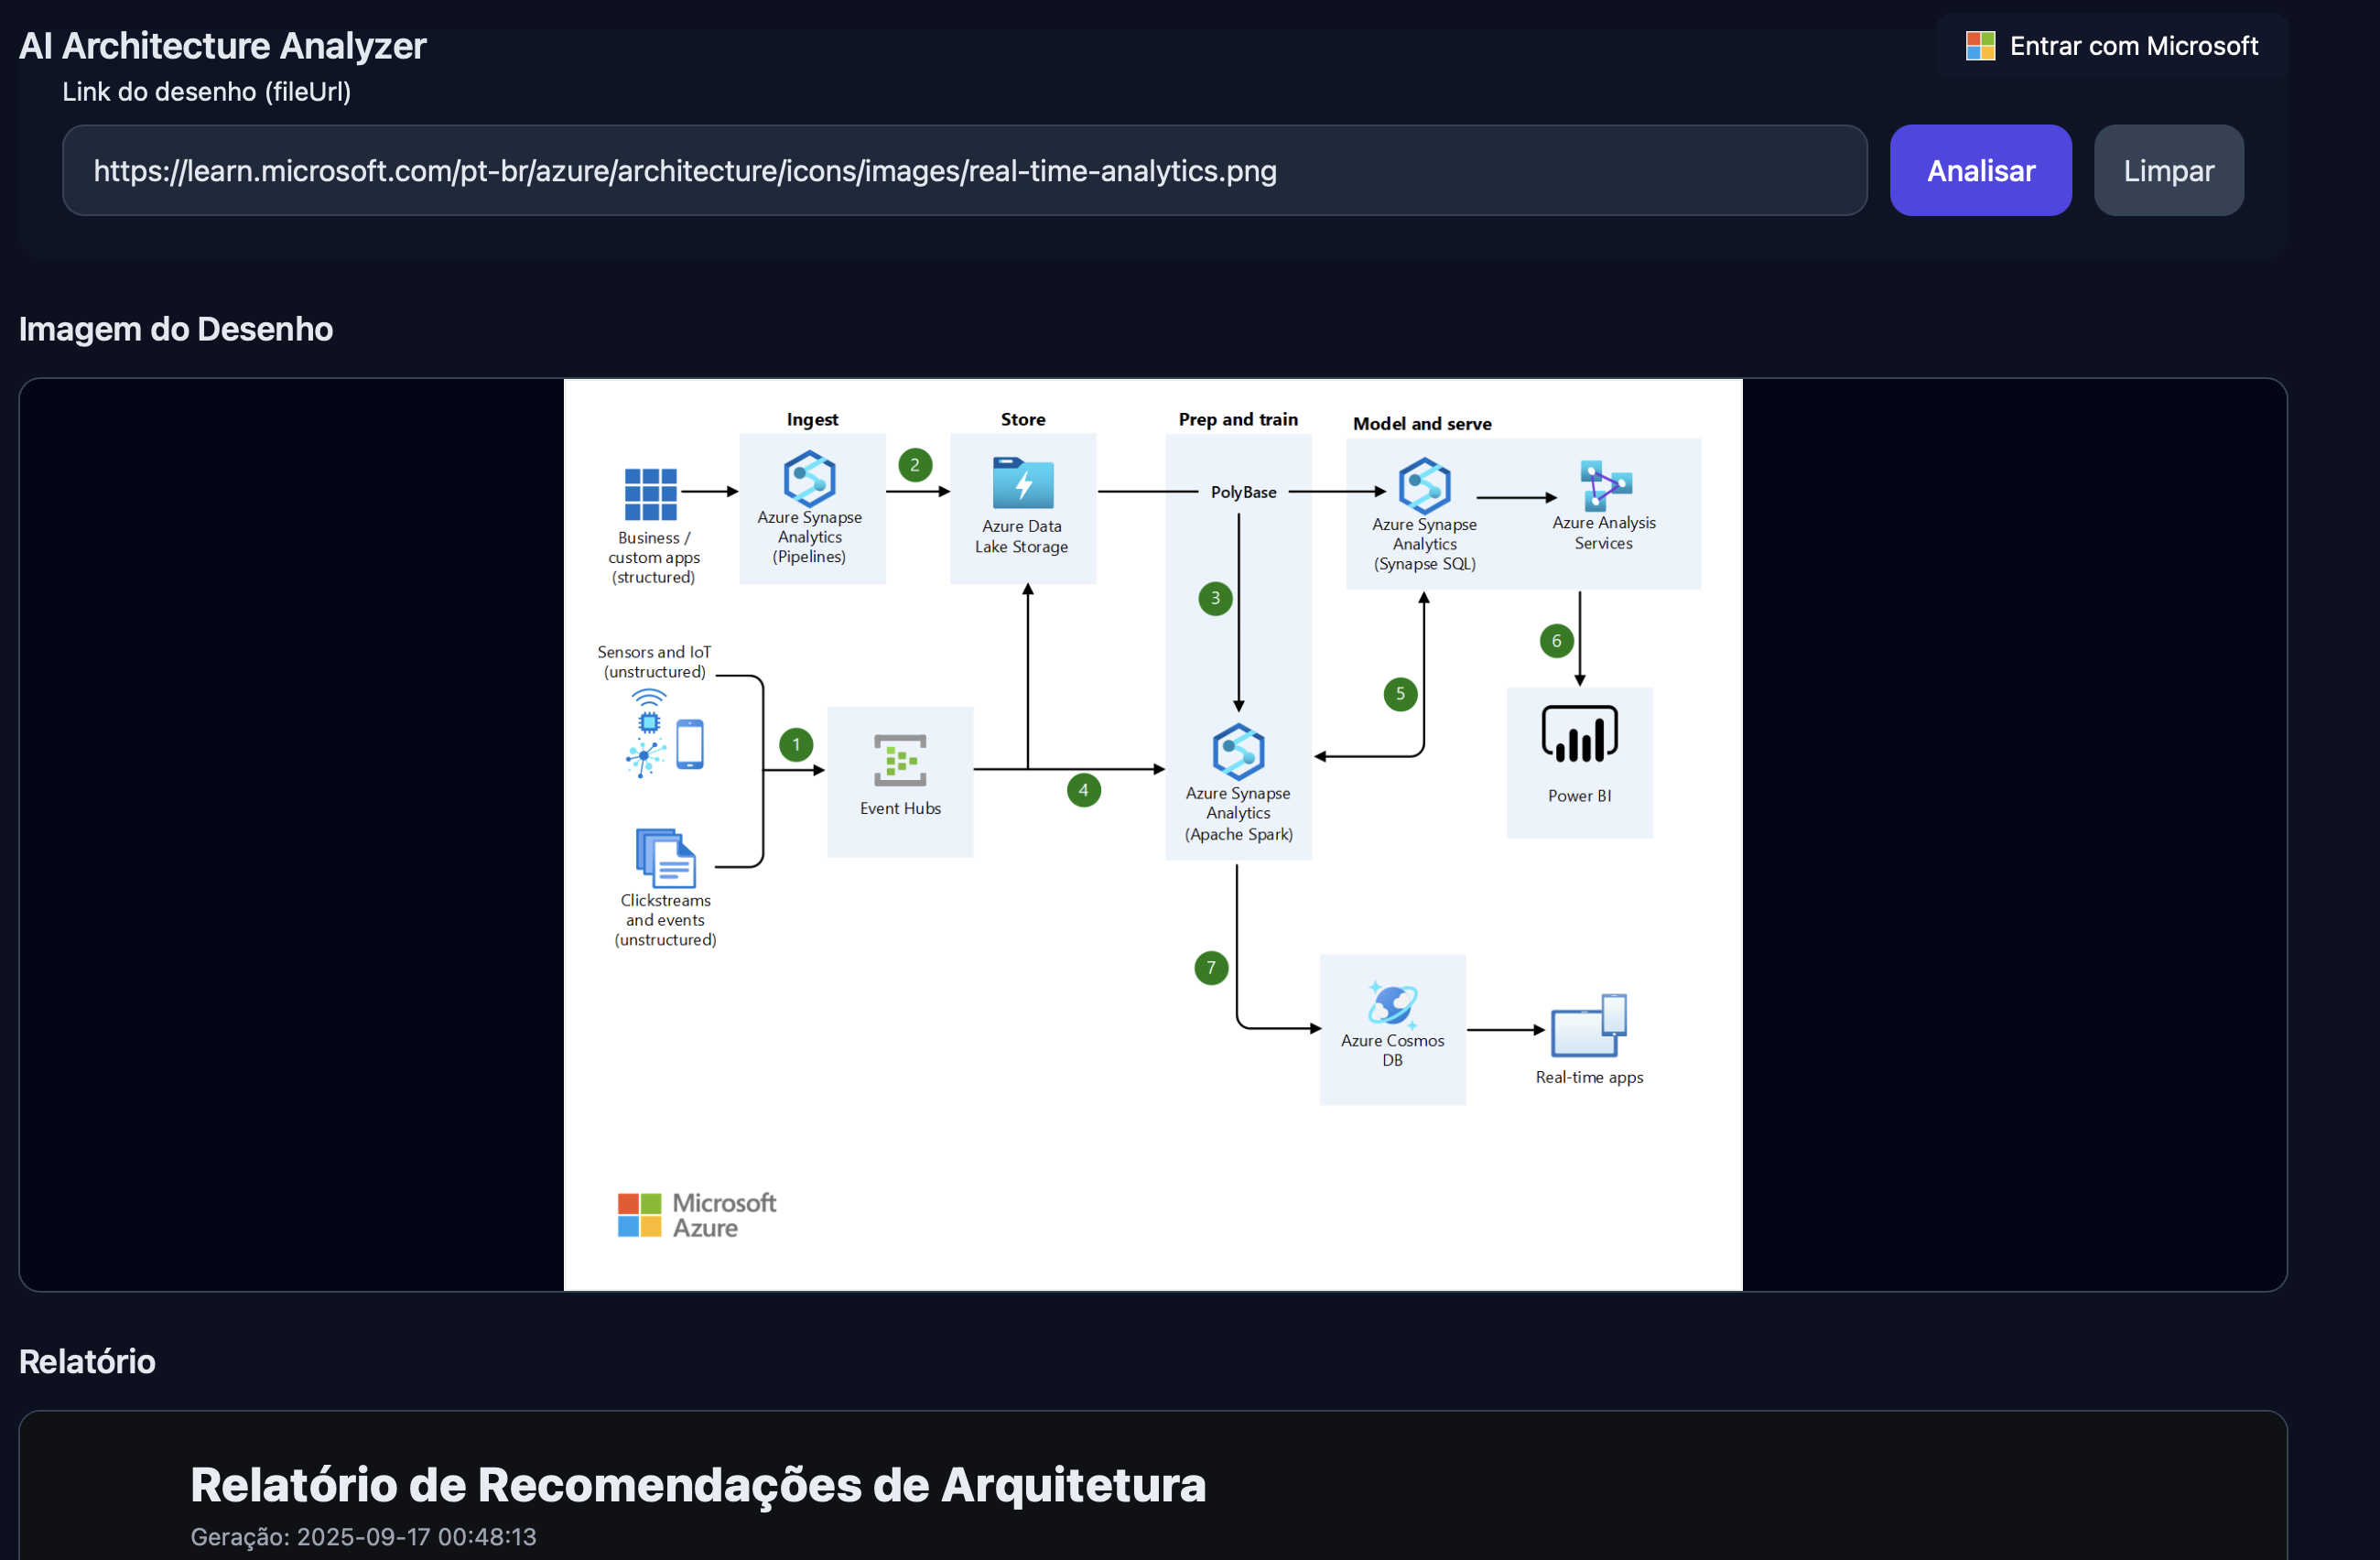 AI Architecture Analyzer
Entrar com Microsoft
Link do desenho (fileUrl)
https://learn.microsoft.com/pt-br/azure/architecture/icons/images/real-time-analytics.png
Analisar
Limpar
Imagem do Desenho
Ingest
Store
Prep and train
Model and serve
Business /
custom apps
(structured)
Azure Synapse
Analytics
(Pipelines)
2
Azure Data
Lake Storage
PolyBase
Azure Synapse
Analytics
(Synapse SQL)
Azure Analysis
Services
3
6
5
Sensors and IoT
(unstructured)
1
Event Hubs
4
Azure Synapse
Analytics
(Apache Spark)
Power BI
Clickstreams
and events
(unstructured)
7
Azure Cosmos
DB
Real-time apps
Microsoft
Azure
Relatório
Relatório de Recomendações de Arquitetura
Geração: 2025-09-17 00:48:13